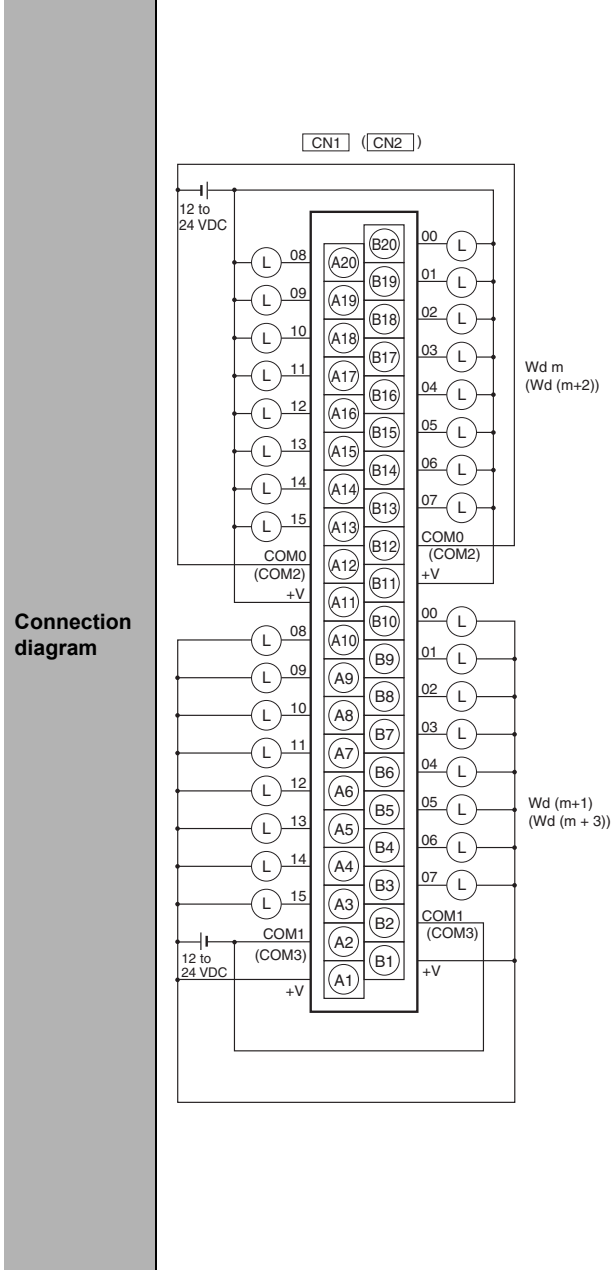 Connection
diagram
CN1 (CN2)
12 to
24 VDC
L 08 A20 B20 00 L
L 09 A19 B19 01 L
L 10 A18 B18 02 L
L 11 A17 B17 03 L
L 12 A16 B16 04 L
L 13 A15 B15 05 L
L 14 A14 B14 06 L
L 15 A13 B13 07 L
COM0 A12 B12 COM0
(COM2) (COM2)
+V A11 B11 +V
Wd m
(Wd (m+2))
L 08 A10 B10 00 L
L 09 A9 B9 01 L
L 10 A8 B8 02 L
L 11 A7 B7 03 L
L 12 A6 B6 04 L
L 13 A5 B5 05 L
L 14 A4 B4 06 L
L 15 A3 B3 07 L
COM1 A2 B2 COM1
(COM3) (COM3)
12 to
24 VDC
+V A1 B1 +V
Wd (m+1)
(Wd (m + 3))